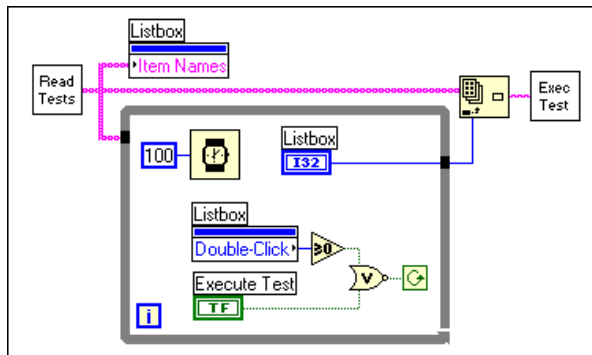 Listbox
Item Names
Read
Tests
Exec
Test
100
Listbox
I32
Listbox
Double-Click
≥0
V
Execute Test
TF
i